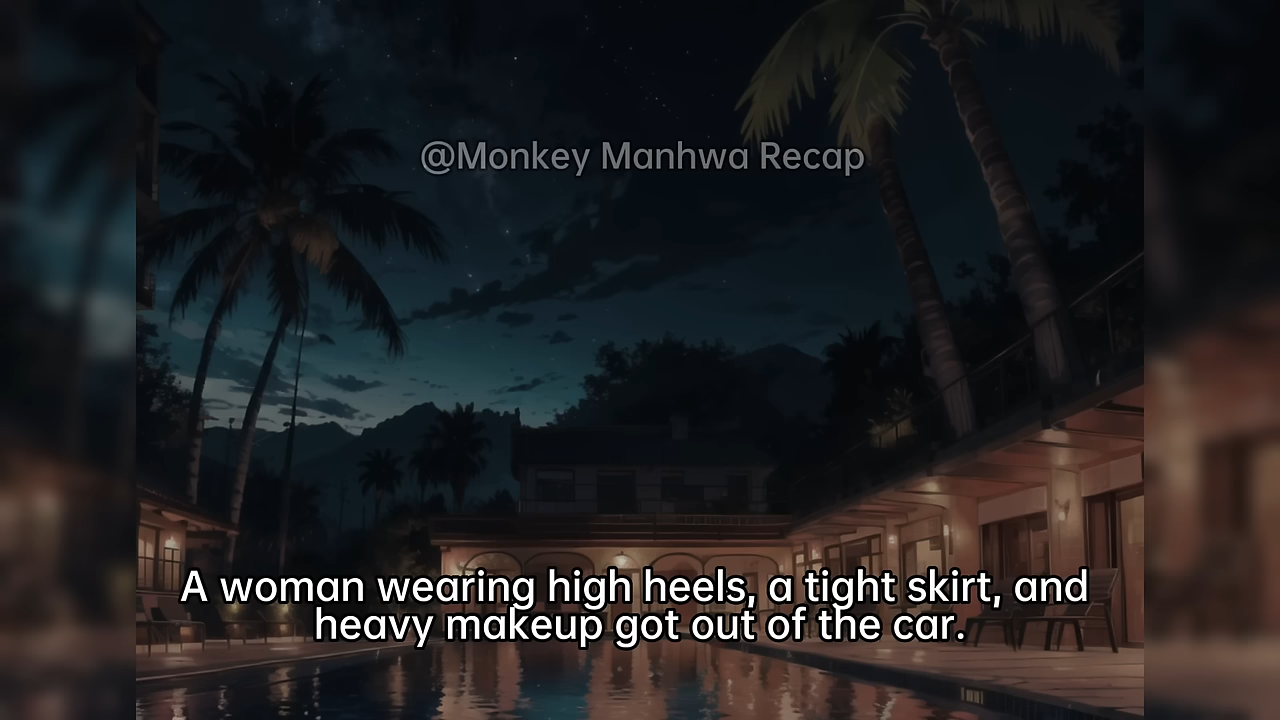 @Monkey Manhwa Recap
A woman wearing high heels, a tight skirt, and
heavy makeup got out of the car.